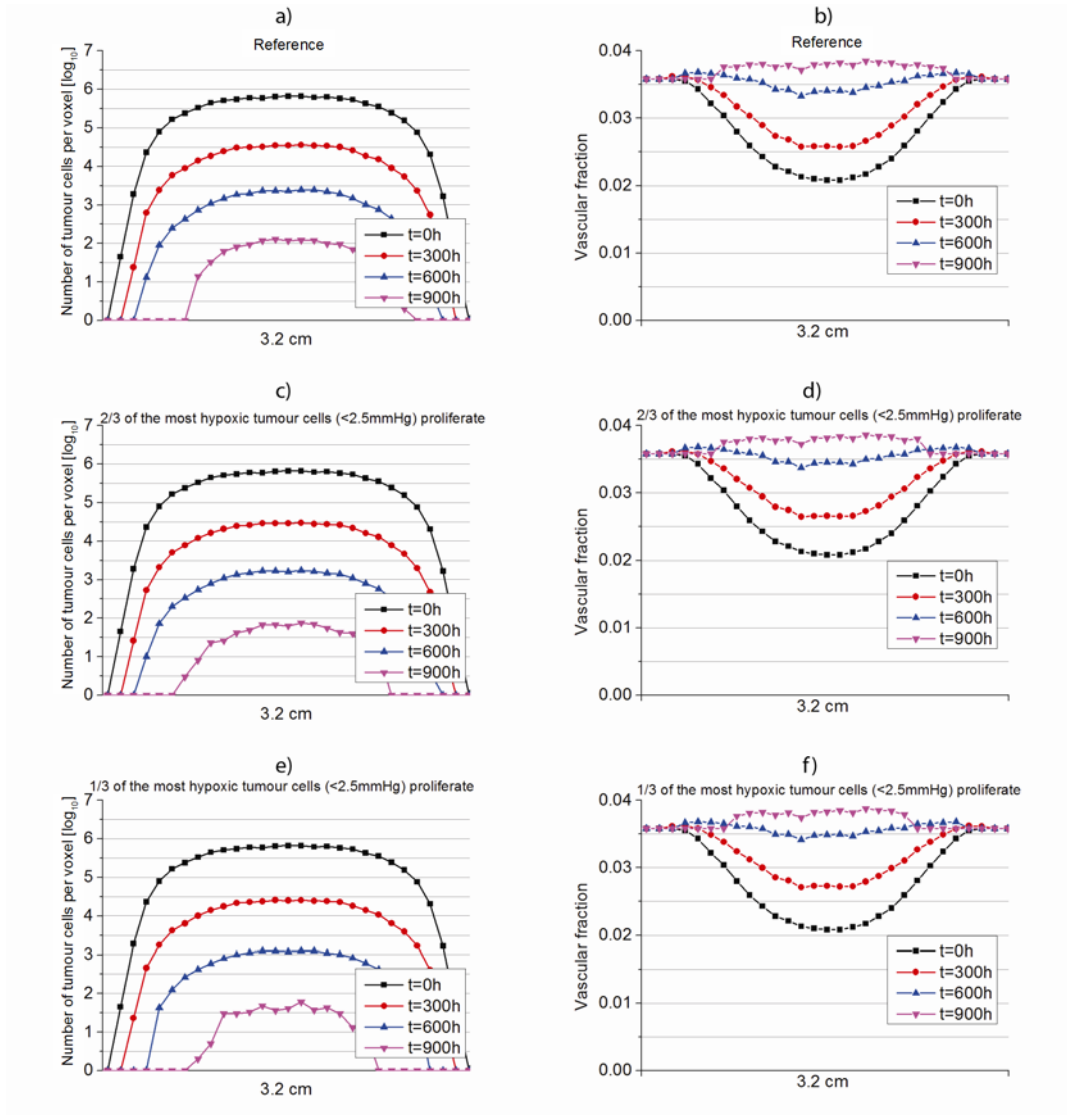 a)
Reference
Number of tumour cells per voxel [log10]
7
6
5
4
3
2
1
0
t=0h
t=300h
t=600h
t=900h
3.2 cm
b)
Reference
Vascular fraction
0.04
0.03
0.02
0.01
0.00
t=0h
t=300h
t=600h
t=900h
3.2 cm
c)
2/3 of the most hypoxic tumour cells (<2.5mmHg) proliferate
Number of tumour cells per voxel [log10]
7
6
5
4
3
2
1
0
t=0h
t=300h
t=600h
t=900h
3.2 cm
d)
2/3 of the most hypoxic tumour cells (<2.5mmHg) proliferate
Vascular fraction
0.04
0.03
0.02
0.01
0.00
t=0h
t=300h
t=600h
t=900h
3.2 cm
e)
1/3 of the most hypoxic tumour cells (<2.5mmHg) proliferate
Number of tumour cells per voxel [log10]
7
6
5
4
3
2
1
0
t=0h
t=300h
t=600h
t=900h
3.2 cm
f)
1/3 of the most hypoxic tumour cells (<2.5mmHg) proliferate
Vascular fraction
0.04
0.03
0.02
0.01
0.00
t=0h
t=300h
t=600h
t=900h
3.2 cm